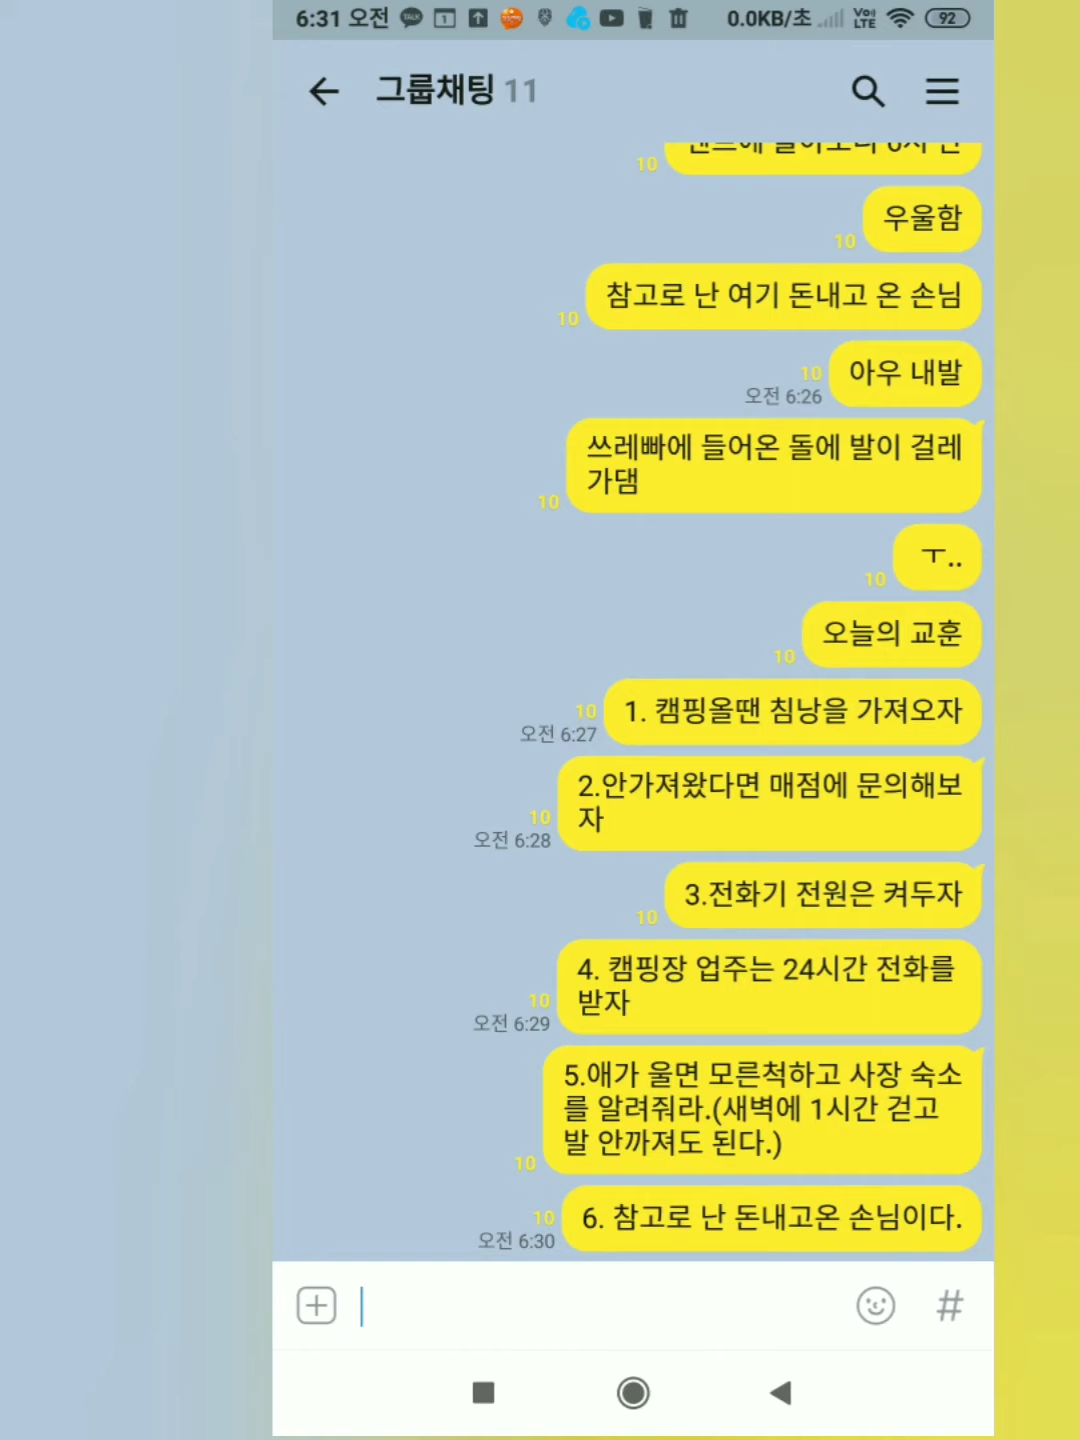 6:31 오전 0.0KB/초 VoLTE 92
그룹채팅 11
10
우울함
10
참고로 난 여기 돈내고 온 손님
10
아우 내발
10
오전 6:26
쓰레빠에 들어온 돌에 발이 걸레
가댐
10
ㅜ..
10
오늘의 교훈
10
1. 캠핑올땐 침낭을 가져오자
10
오전 6:27
2.안가져왔다면 매점에 문의해보
자
10
오전 6:28
3.전화기 전원은 켜두자
10
4. 캠핑장 업주는 24시간 전화를
받자
10
오전 6:29
5.애가 울면 모른척하고 사장 숙소
를 알려줘라.(새벽에 1시간 걷고
발 안까져도 된다.)
10
6. 참고로 난 돈내고온 손님이다.
10
오전 6:30
#